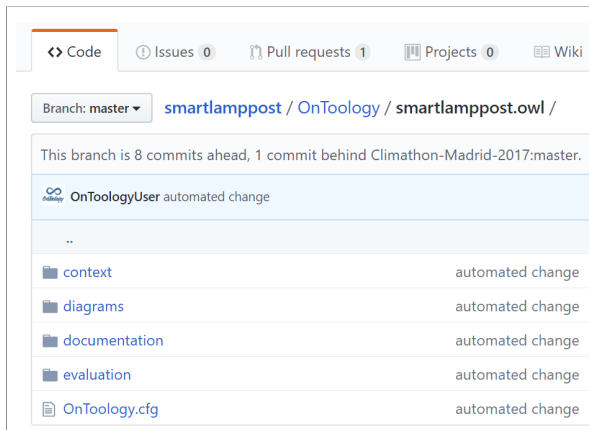 Code Issues 0 Pull requests 1 Projects 0 Wiki
Branch: master smartlamppost / OnToology / smartlamppost.owl /
This branch is 8 commits ahead, 1 commit behind Climathon-Madrid-2017:master.
OnToology OnToologyUser automated change
..
context automated change
diagrams automated change
documentation automated change
evaluation automated change
OnToology.cfg automated change